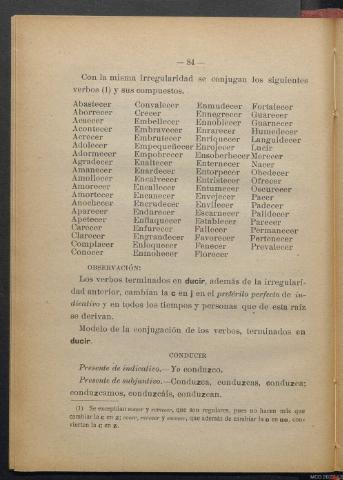 — 84 —
Con la misma irregularidad se conjugan los siguientes
verbos (1) y sus compuestos.
Abastecer Convalecer Enmudecer Fortalecer
Aborrecer Crecer Ennegrecer Guarecer
Acaecer Embellecer Ennoblecer Guarnecer
Acontecer Embravecer Enrarecer Humedecer
Acrecer Embrutecer Enriquecer Languidecer
Adolecer Empequeñecer Enrojecer Lucir
Adormecer Empobrecer Ensoberbecer Merecer
Agradecer Enaltecer Enternecer Nacer
Amanecer Enardecer Entorpecer Obedecer
Amollecer Encalvecer Entristecer Ofrecer
Amorecer Encallecer Entumecer Oscurecer
Amortecer Encanecer Envejecer Pacer
Anochecer Encrudecer Envilecer Padecer
Aparecer Endurecer Escarnecer Palidecer
Apetecer Enflaquecer Establecer Parecer
Carecer Enfurecer Fallecer Permanecer
Clarecer Engrandecer Favorecer Pertenecer
Complacer Enloquecer Fenecer Prevalecer
Conocer Enmohecer Florecer
OBSERVACIÓN:
Los verbos terminados en ducir, además de la irregulari-
dad anterior, cambian la c en j en el pretérito perfecto de in-
dicativo y en todos los tiempos y personas que de esta raíz
se derivan.
Modelo de la conjugación de los verbos, terminados en
ducir.
CONDUCIR
Presente de indicativo.—Yo conduzco.
Presente de subjuntivo.—Conduzca, conduzcas, conduzca;
conduzcamos, conduzcáis, conduzcan.
(1) Se exceptúan mecer y remecer, que son regulares, pues no hacen más que
cambiar la c en z; cocer, escocer y recocer, que además de cambiar la o en ue, con-
vierten la c en z.